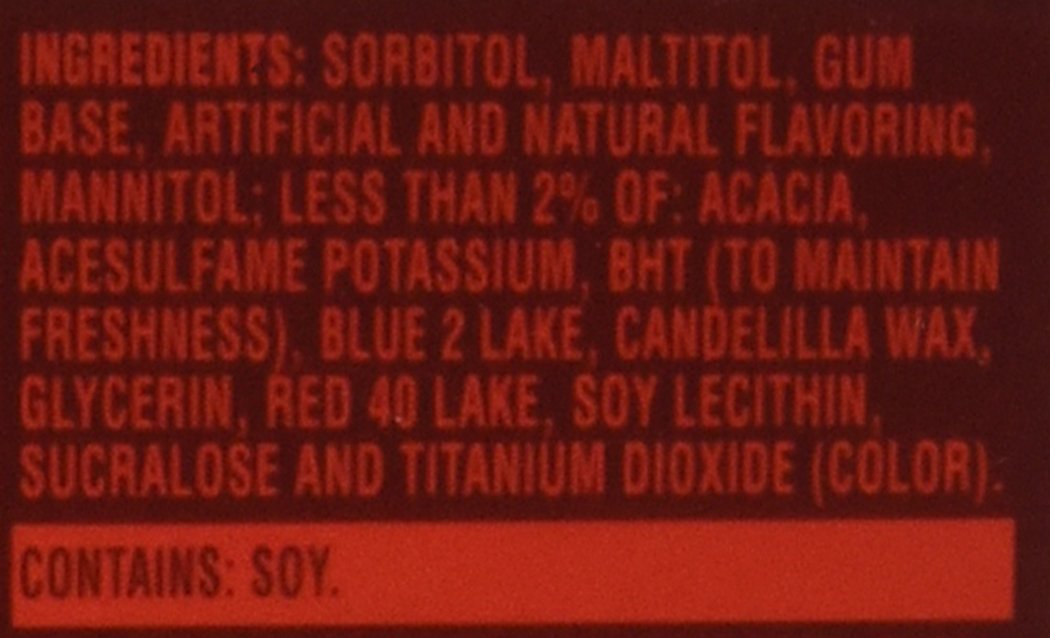 INGREDIENTS: SORBITOL, MALTITOL, GUM
BASE, ARTIFICIAL AND NATURAL FLAVORING,
MANNITOL; LESS THAN 2% OF: ACACIA,
ACESULFAME POTASSIUM, BHT (TO MAINTAIN
FRESHNESS), BLUE 2 LAKE, CANDELILLA WAX,
GLYCERIN, RED 40 LAKE, SOY LECITHIN,
SUCRALOSE AND TITANIUM DIOXIDE (COLOR).
CONTAINS: SOY.